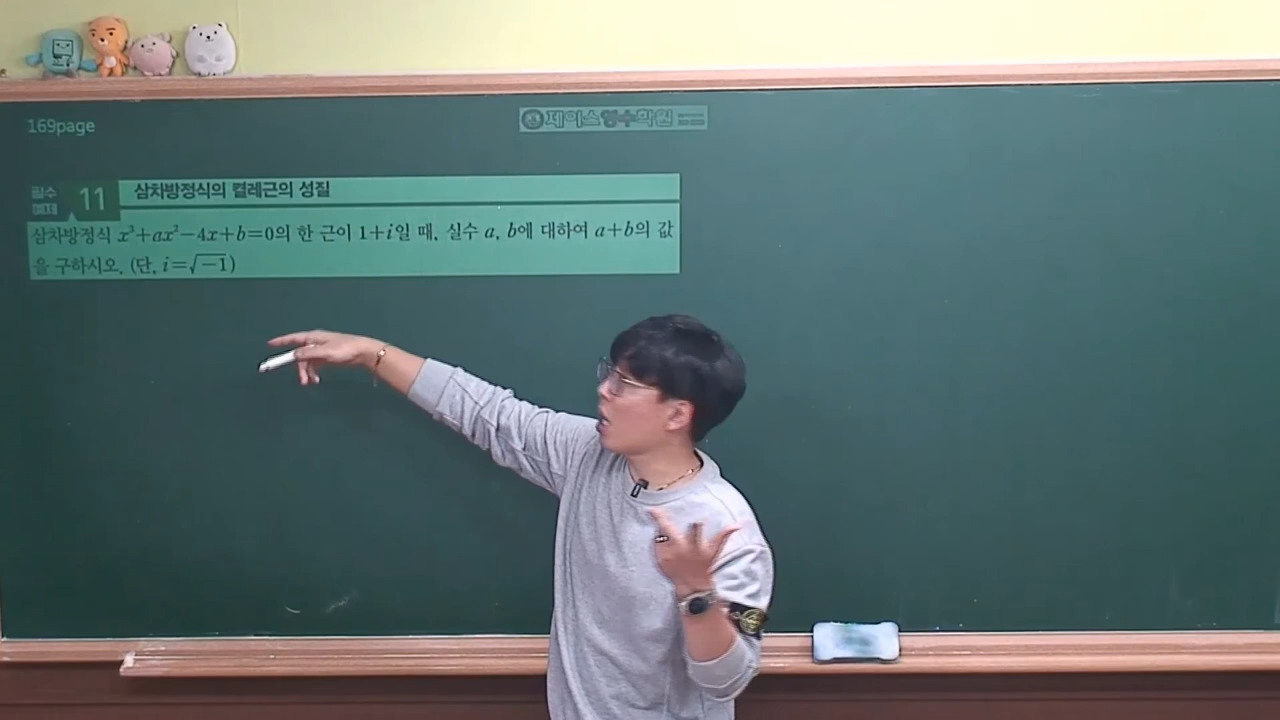 169page
제이스영수학원
필수
예제
11
삼차방정식의 켤레근의 성질
삼차방정식 x³+ax²−4x+b=0의 한 근이 1+i일 때, 실수 a, b에 대하여 a+b의 값
을 구하시오. (단, i=√−1)